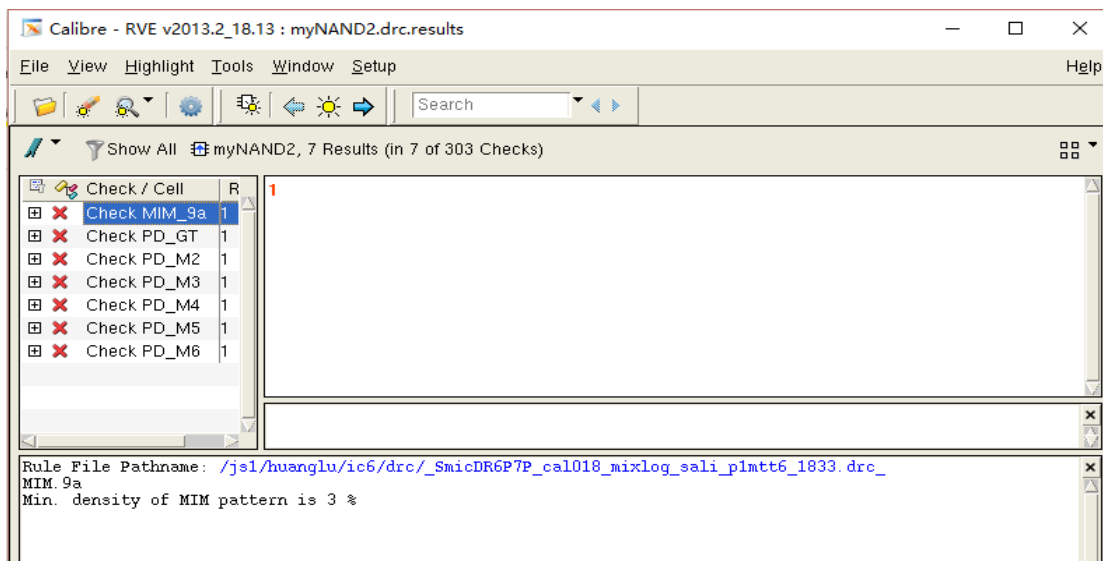 Calibre - RVE v2013.2_18.13 : myNAND2.drc.results
File View Highlight Tools Window Setup Help
Search
Show All myNAND2, 7 Results (in 7 of 303 Checks)
Check / Cell R
Check MIM_9a 1
Check PD_GT 1
Check PD_M2 1
Check PD_M3 1
Check PD_M4 1
Check PD_M5 1
Check PD_M6 1
1
Rule File Pathname: /js1/huanglu/ic6/drc/_SmicDR6P7P_cal018_mixlog_sali_p1mtt6_1833.drc_
MIM.9a
Min. density of MIM pattern is 3 %